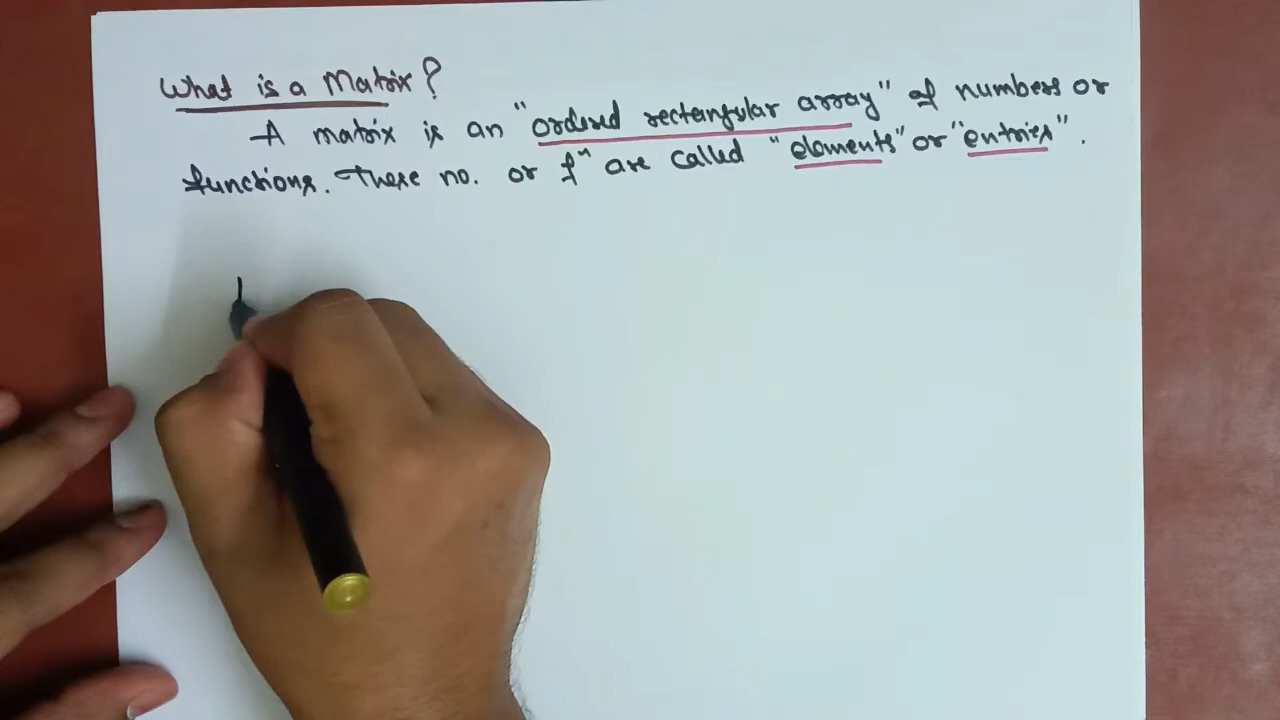 What is a Matrix?
A matrix is an "ordered rectangular array" of numbers or
functions. These no. or fⁿ are called "elements" or "entries".